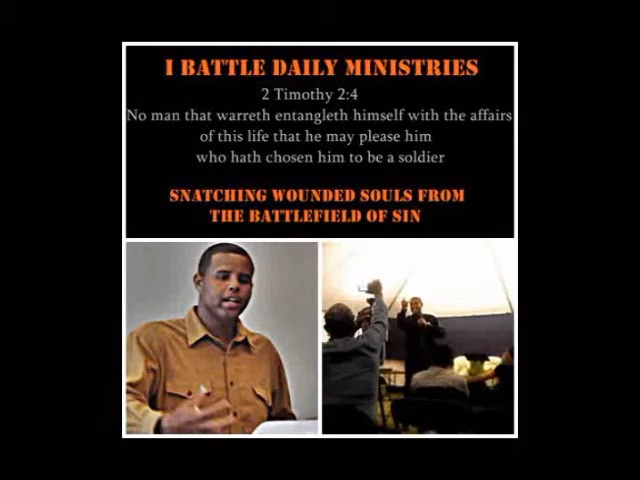 I BATTLE DAILY MINISTRIES
2 Timothy 2:4
No man that warreth entangleth himself with the affairs
of this life that he may please him
who hath chosen him to be a soldier
SNATCHING WOUNDED SOULS FROM
THE BATTLEFIELD OF SIN